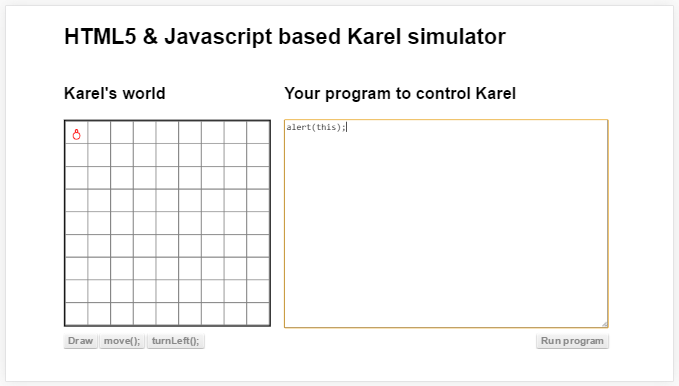 HTML5 & Javascript based Karel simulator
Karel's world
Your program to control Karel
alert(this);
Draw
move();
turnLeft();
Run program